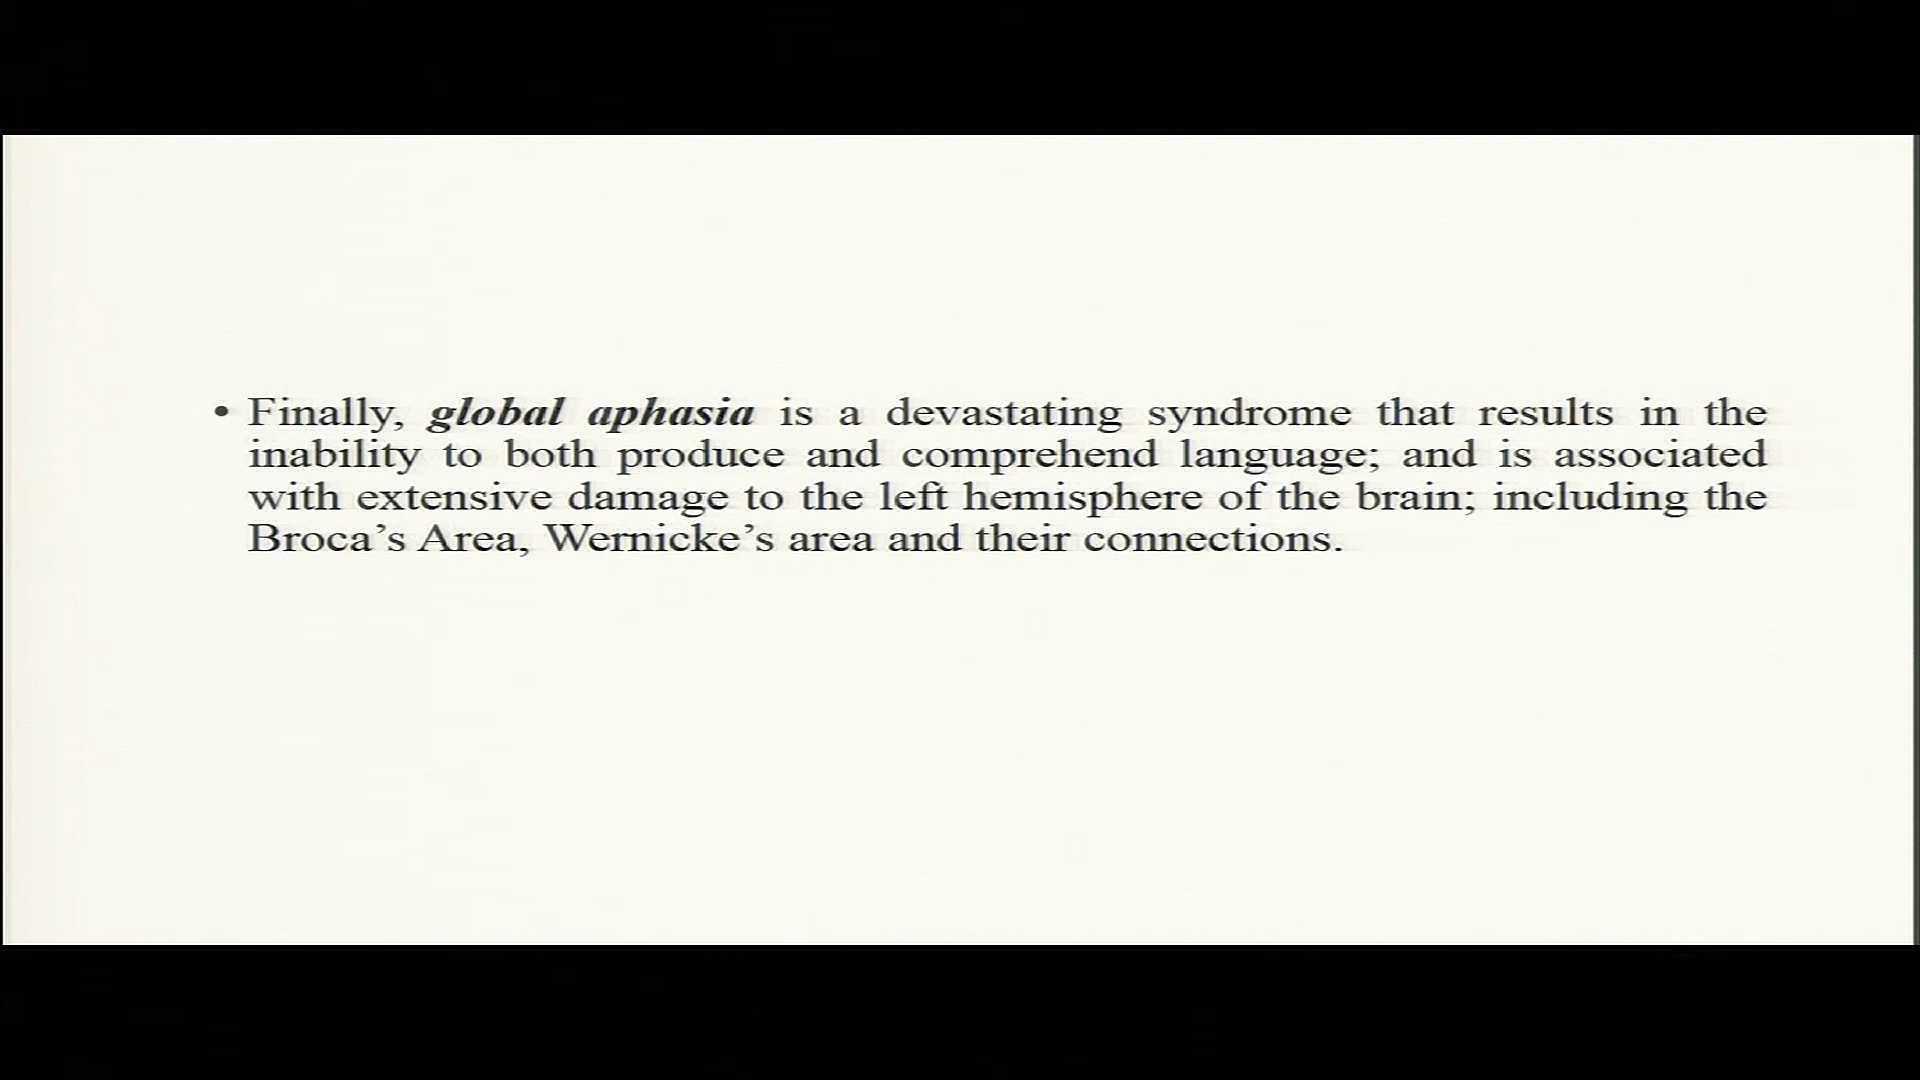 • Finally, global aphasia is a devastating syndrome that results in the
inability to both produce and comprehend language; and is associated
with extensive damage to the left hemisphere of the brain; including the
Broca’s Area, Wernicke’s area and their connections.